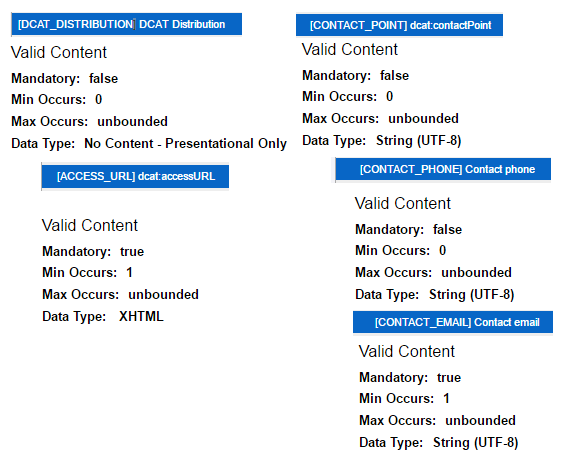 [DCAT_DISTRIBUTION] DCAT Distribution
Valid Content
Mandatory: false
Min Occurs: 0
Max Occurs: unbounded
Data Type: No Content - Presentational Only
[ACCESS_URL] dcat:accessURL
Valid Content
Mandatory: true
Min Occurs: 1
Max Occurs: unbounded
Data Type: XHTML
[CONTACT_POINT] dcat:contactPoint
Valid Content
Mandatory: false
Min Occurs: 0
Max Occurs: unbounded
Data Type: String (UTF-8)
[CONTACT_PHONE] Contact phone
Valid Content
Mandatory: false
Min Occurs: 0
Max Occurs: unbounded
Data Type: String (UTF-8)
[CONTACT_EMAIL] Contact email
Valid Content
Mandatory: true
Min Occurs: 1
Max Occurs: unbounded
Data Type: String (UTF-8)